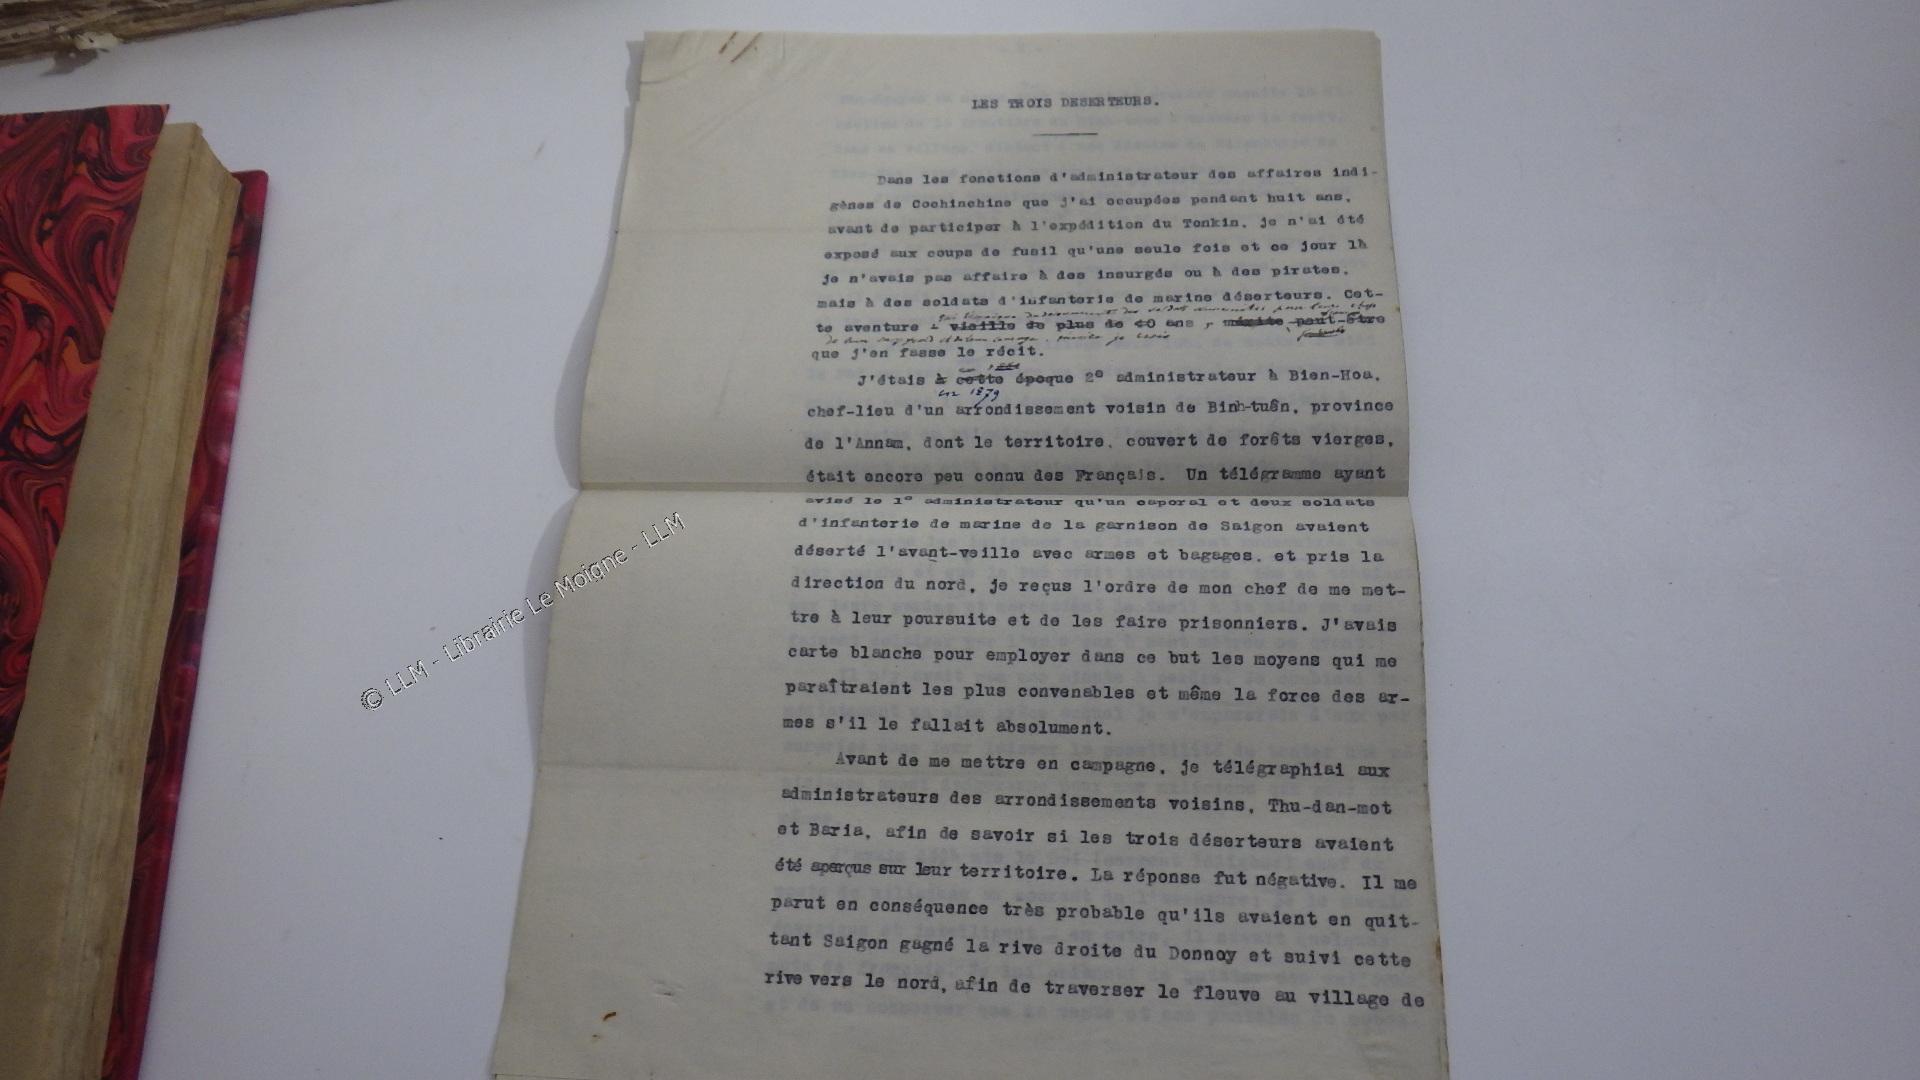 LES TROIS DESERTEURS.
Dans les fonctions d'administrateur des affaires indi-
gènes de Cochinchine que j'ai occupées pendant huit ans,
avant de participer à l'expédition du Tonkin, je n'ai été
exposé aux coups de fusil qu'une seule fois et ce jour là
je n'avais pas affaire à des insurgés ou à des pirates,
mais à des soldats d'infanterie de marine déserteurs. Cet-
te aventure - vieille de plus de 40 ans, mérite peut-être
que j'en fasse le récit.
J'étais à cette époque 2° administrateur à Bien-Hoa,
en 1879
chef-lieu d'un arrondissement voisin de Binh-tuân, province
de l'Annam, dont le territoire, couvert de forêts vierges,
était encore peu connu des Français. Un télégramme ayant
avisé le 1° administrateur qu'un caporal et deux soldats
d'infanterie de marine de la garnison de Saigon avaient
déserté l'avant-veille avec armes et bagages, et pris la
direction du nord, je reçus l'ordre de mon chef de me met-
tre à leur poursuite et de les faire prisonniers. J'avais
carte blanche pour employer dans ce but les moyens qui me
paraîtraient les plus convenables et même la force des ar-
mes s'il le fallait absolument.
Avant de me mettre en campagne, je télégraphiai aux
administrateurs des arrondissements voisins, Thu-dan-mot
et Baria, afin de savoir si les trois déserteurs avaient
été aperçus sur leur territoire. La réponse fut négative. Il me
parut en conséquence très probable qu'ils avaient en quit-
tant Saigon gagné la rive droite du Donnoy et suivi cette
rive vers le nord, afin de traverser le fleuve au village de
© LLM - Librairie Le Moigne - LLM